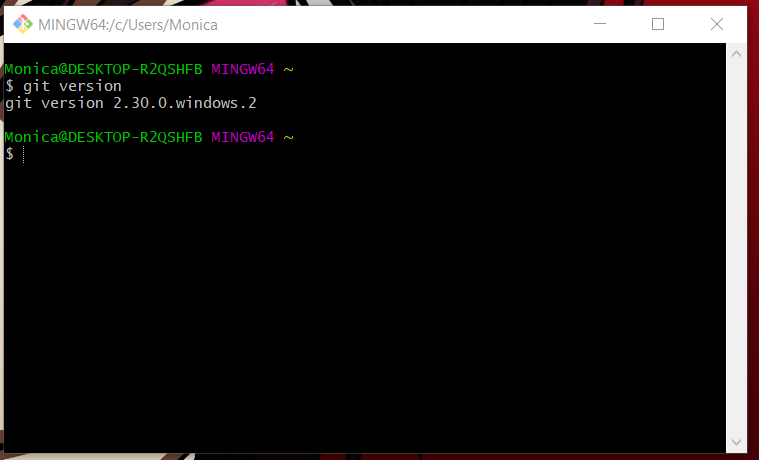 MINGW64:/c/Users/Monica
Monica@DESKTOP-R2QSHFB MINGW64 ~
$ git version
git version 2.30.0.windows.2
Monica@DESKTOP-R2QSHFB MINGW64 ~
$